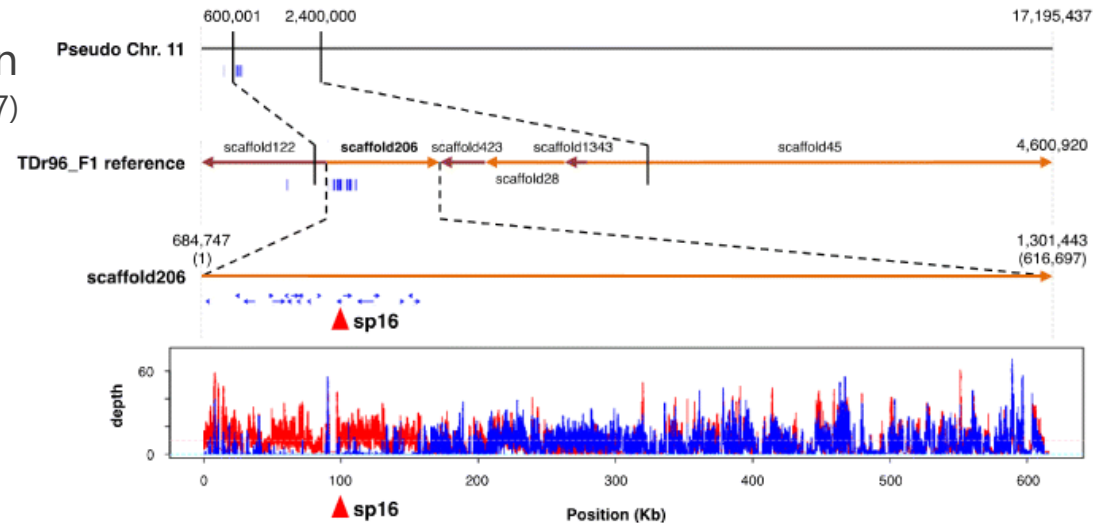 600,001 2,400,000 17,195,437
Pseudo Chr. 11
n
7)
scaffold122 scaffold206 scaffold423 scaffold1343 scaffold45 4,600,920
TDr96_F1 reference
scaffold28
684,747 1,301,443
(1) (616,697)
scaffold206
sp16
60
depth
0
0 100 200 300 400 500 600
sp16 Position (Kb)